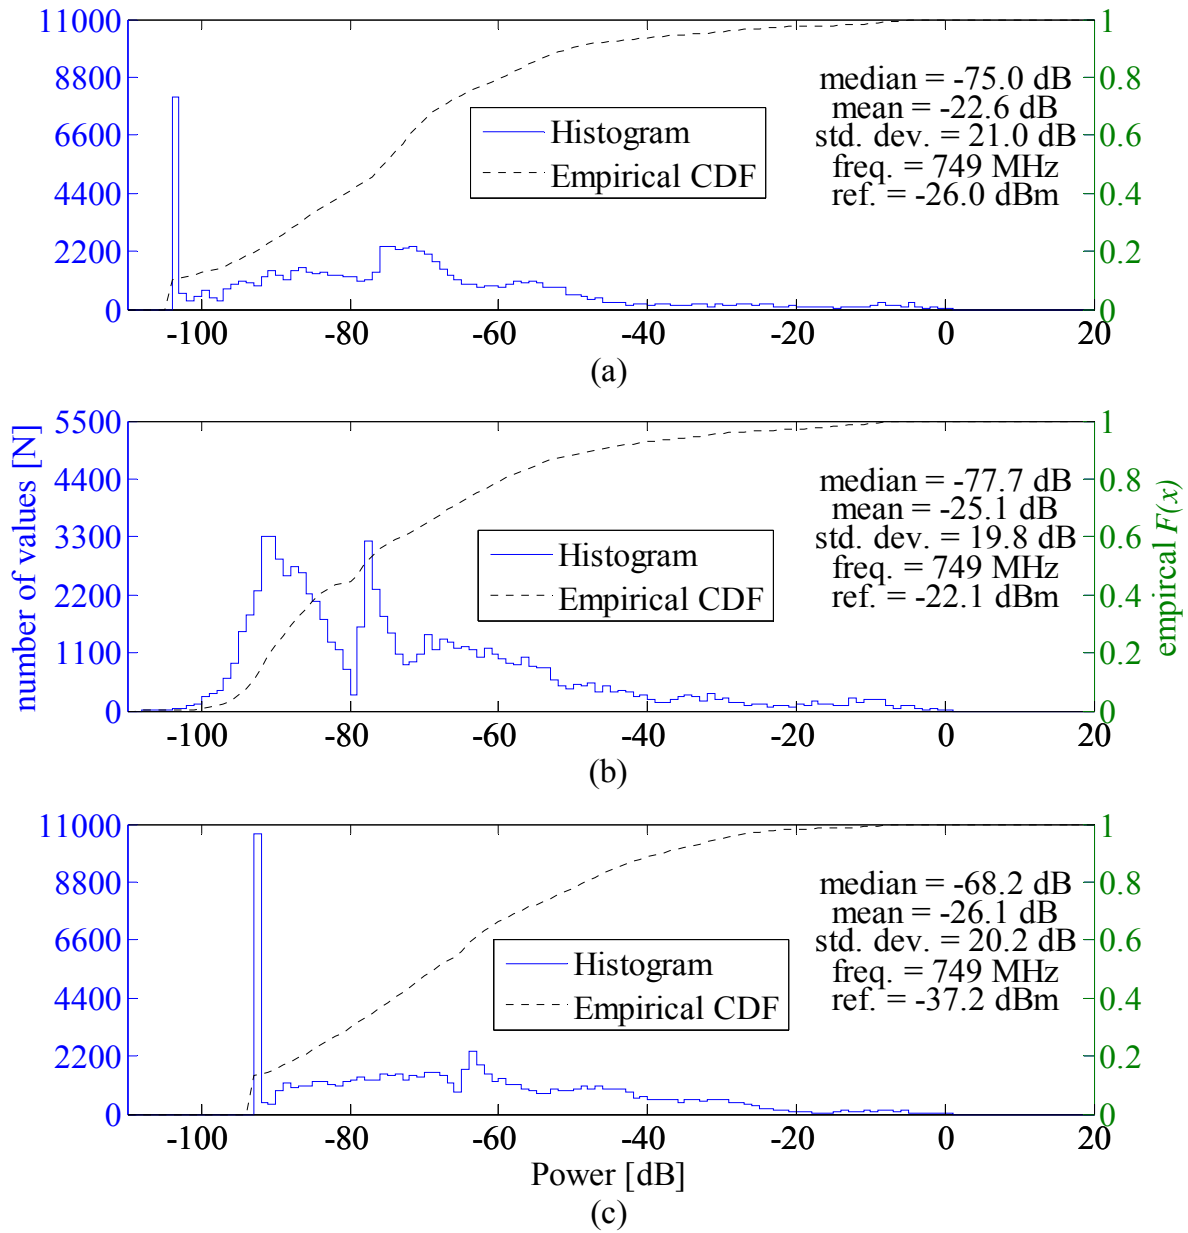 11000
8800
6600
4400
2200
0
1
0.8
0.6
0.4
0.2
0
median = -75.0 dB
mean = -22.6 dB
std. dev. = 21.0 dB
freq. = 749 MHz
ref. = -26.0 dBm
Histogram
Empirical CDF
-100 -80 -60 -40 -20 0 20
(a)
number of values [N]
5500
4400
3300
2200
1100
0
1
0.8
0.6
0.4
0.2
0
empircal F(x)
median = -77.7 dB
mean = -25.1 dB
std. dev. = 19.8 dB
freq. = 749 MHz
ref. = -22.1 dBm
Histogram
Empirical CDF
-100 -80 -60 -40 -20 0 20
(b)
11000
8800
6600
4400
2200
0
1
0.8
0.6
0.4
0.2
0
median = -68.2 dB
mean = -26.1 dB
std. dev. = 20.2 dB
freq. = 749 MHz
ref. = -37.2 dBm
Histogram
Empirical CDF
-100 -80 -60 -40 -20 0 20
Power [dB]
(c)